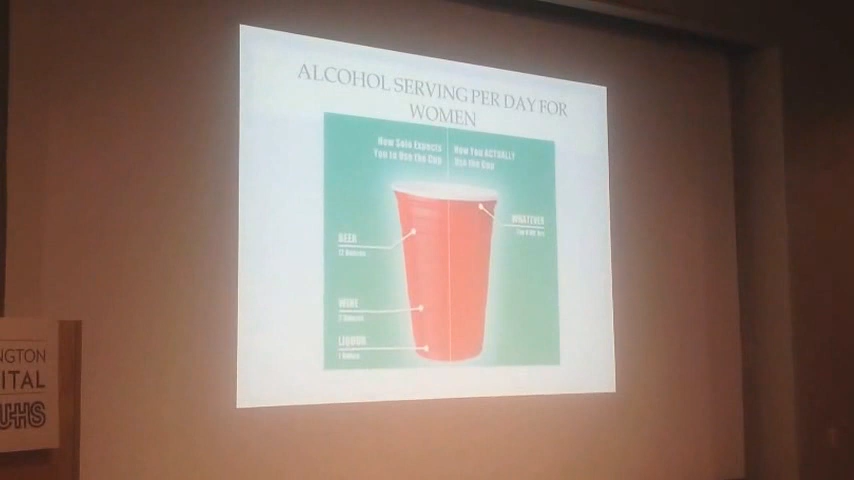 ALCOHOL SERVING PER DAY FOR
WOMEN
How Solo Expects
You to Use the Cup
How You ACTUALLY
Use the Cup
WHATEVER
BEER
WINE
LIQUOR
NGTON
ITAL
UHS